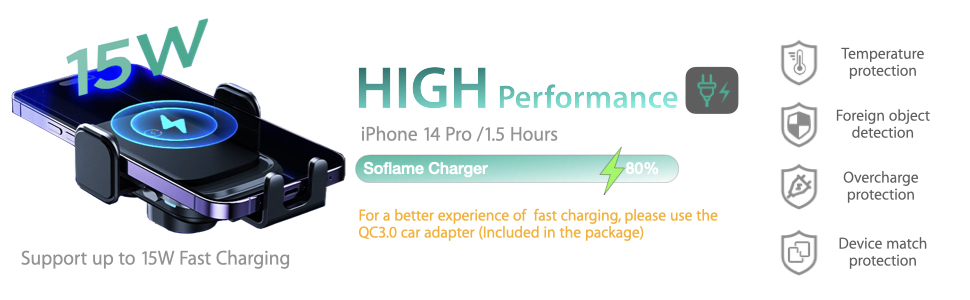 15W
Support up to 15W Fast Charging
HIGH Performance
iPhone 14 Pro /1.5 Hours
Soflame Charger 80%
For a better experience of fast charging, please use the
QC3.0 car adapter (Included in the package)
Temperature
protection
Foreign object
detection
Overcharge
protection
Device match
protection